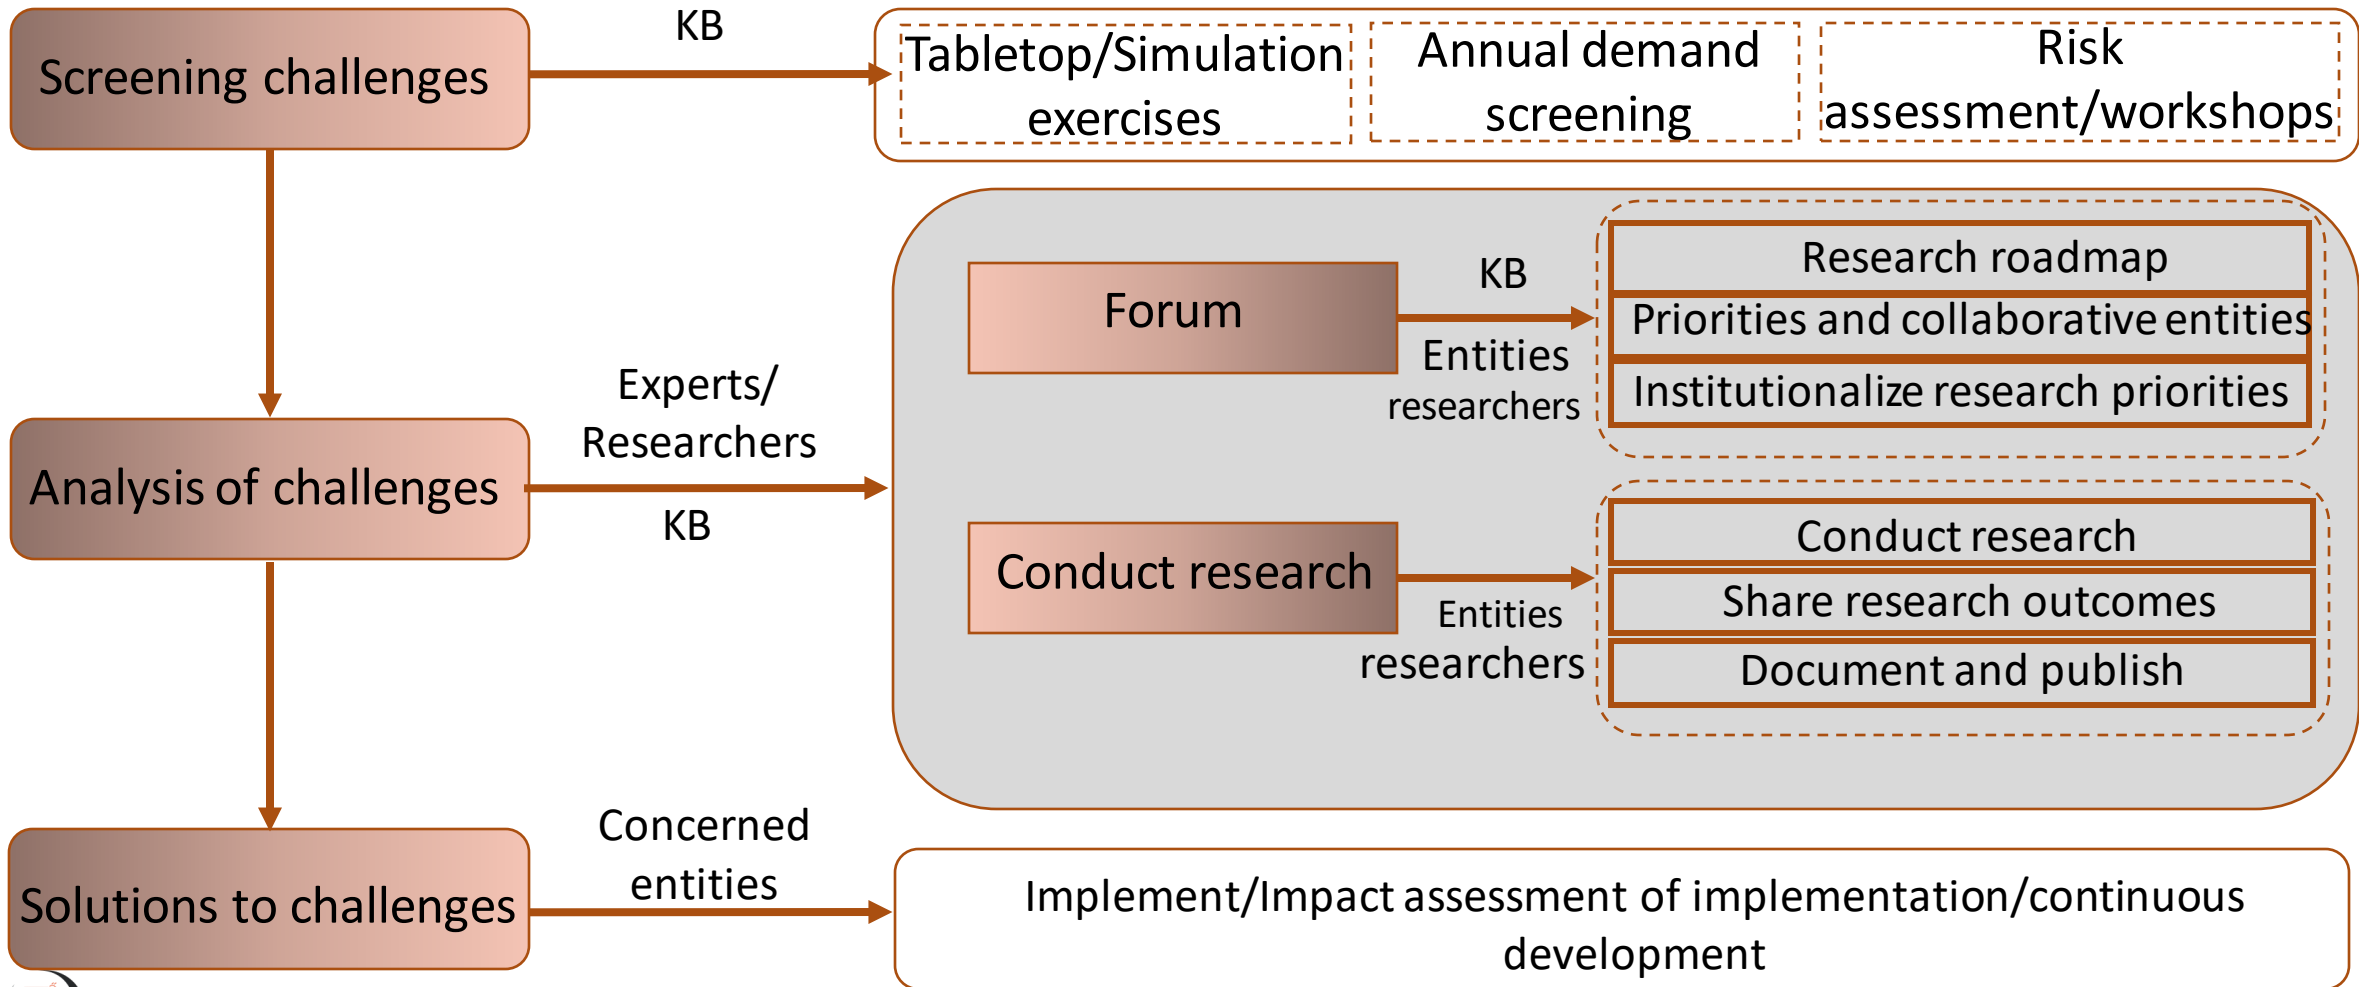 Screening challenges
KB
Tabletop/Simulation
exercises
Annual demand
screening
Risk
assessment/workshops
Forum
KB
Entities
researchers
Research roadmap
Priorities and collaborative entities
Institutionalize research priorities
Analysis of challenges
Experts/
Researchers
KB
Conduct research
Entities
researchers
Conduct research
Share research outcomes
Document and publish
Solutions to challenges
Concerned
entities
Implement/Impact assessment of implementation/continuous
development